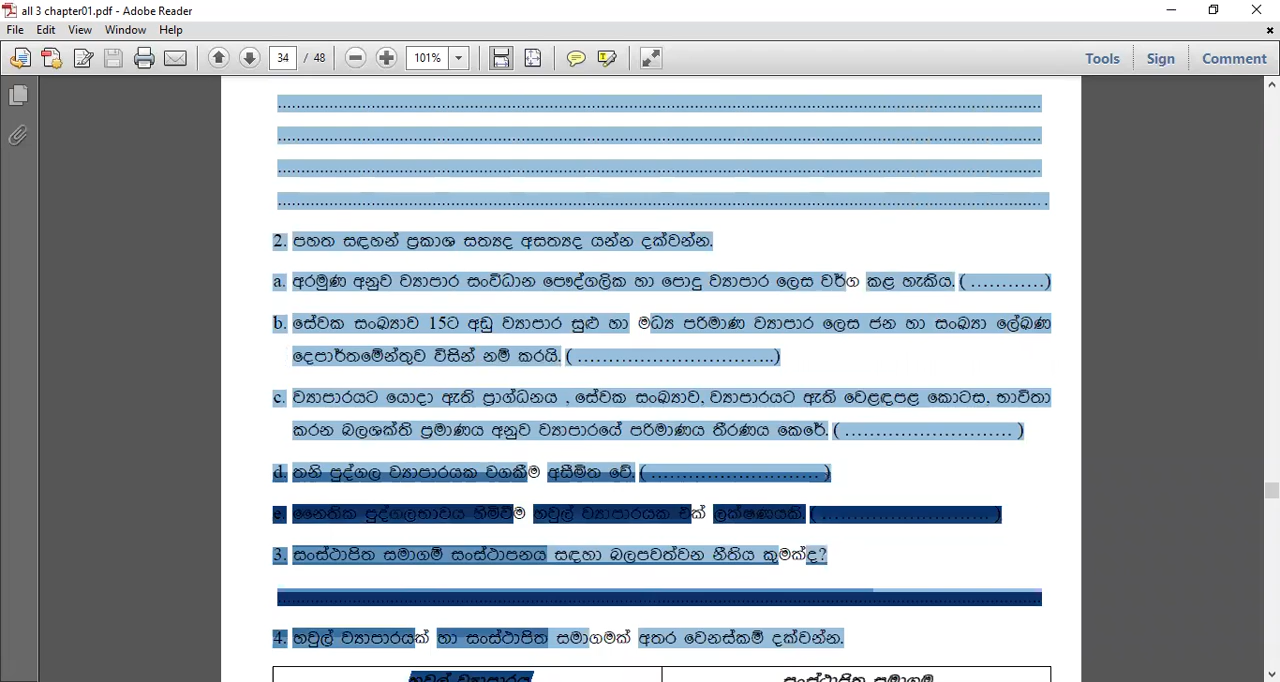 all 3 chapter01.pdf - Adobe Reader
File Edit View Window Help
34 / 48 101% Tools Sign Comment
................................................................
................................................................
................................................................
................................................................
2. පහත සඳහන් ප්‍රකාශ සත්‍යද අසත්‍යද යන්න දක්වන්න.
a. අරමුණ අනුව ව්‍යාපාර සංවිධාන පෞද්ගලික හා පොදු ව්‍යාපාර ලෙස වර්ග කළ හැකිය. ( ............)
b. සේවක සංඛ්‍යාව 15ට අඩු ව්‍යාපාර සුළු හා මධ්‍ය පරිමාණ ව්‍යාපාර ලෙස ජන හා සංඛ්‍යා ලේඛණ
දෙපාර්තමේන්තුව විසින් නම් කරයි. ( ..............................)
c. ව්‍යාපාරයට යොදා ඇති ප්‍රාග්ධනය , සේවක සංඛ්‍යාව, ව්‍යාපාරයට ඇති වෙළඳපළ කොටස, භාවිතා
කරන බලශක්ති ප්‍රමාණය අනුව ව්‍යාපාරයේ පරිමාණය තීරණය කෙරේ. ( ........................... )
d. තනි පුද්ගල ව්‍යාපාරයක වගකීම අසීමිත වේ. ( ........................... )
e. නෛතික පුද්ගලභාවය හිමිවීම හවුල් ව්‍යාපාරයක එක් ලක්ෂණයකි. ( ........................... )
3. සංස්ථාපිත සමාගම් සංස්ථාපනය සඳහා බලපවත්වන නීතිය කුමක්ද?
................................................................
4. හවුල් ව්‍යාපාරයක් හා සංස්ථාපිත සමාගමක් අතර වෙනස්කම් දක්වන්න.
හවුල් ව්‍යාපාරය සංස්ථාපිත සමාගම